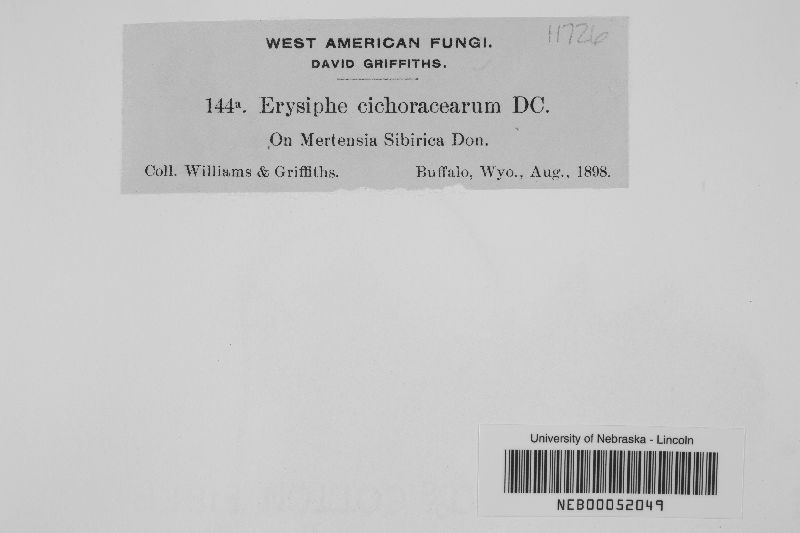 11726
WEST AMERICAN FUNGI.
DAVID GRIFFITHS.
144a. Erysiphe cichoracearum DC.
On Mertensia Sibirica Don.
Coll. Williams & Griffiths. Buffalo, Wyo., Aug., 1898.
University of Nebraska - Lincoln
NEB00052049